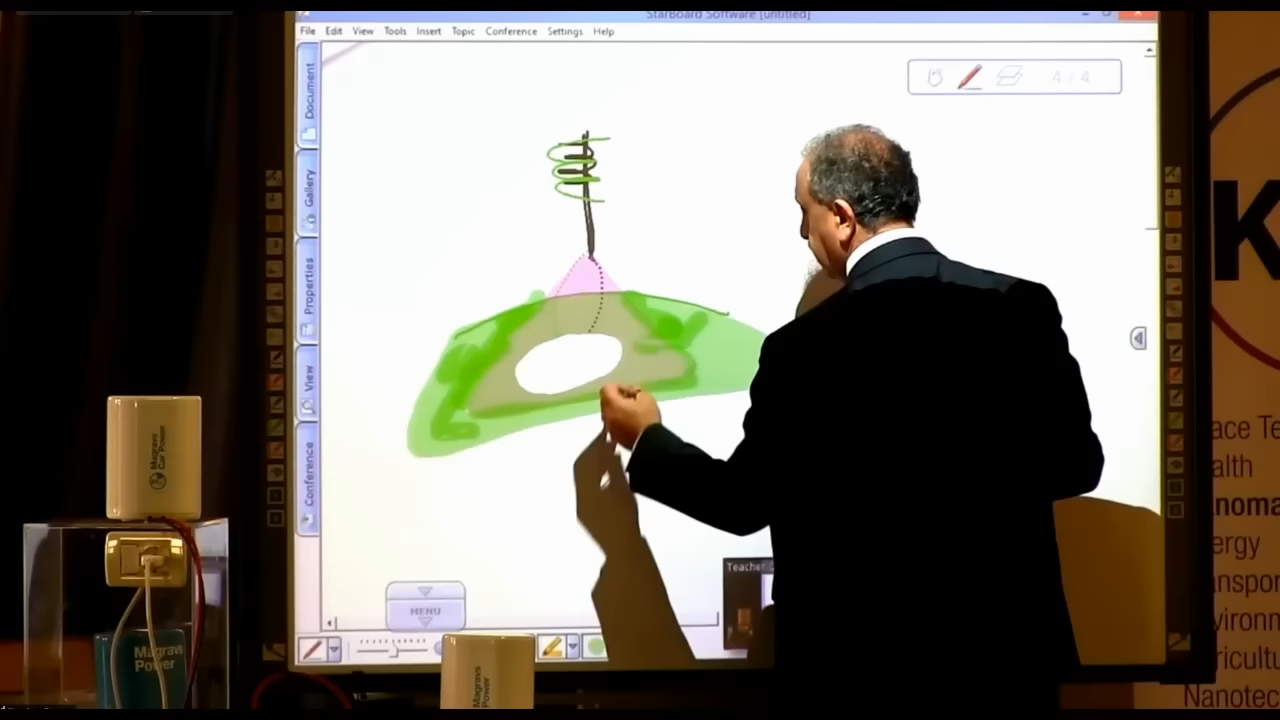 StarBoard Software [untitled]
File Edit View Tools Insert Topic Conference Settings Help
Document
Gallery
Properties
View
Conference
4 / 4
MENU
Teacher
K
ace Te
alth
noma
ergy
anspor
vironm
ricultu
Nanotec
Magravs
Car Power
Magravs
Power
Magravs
Power